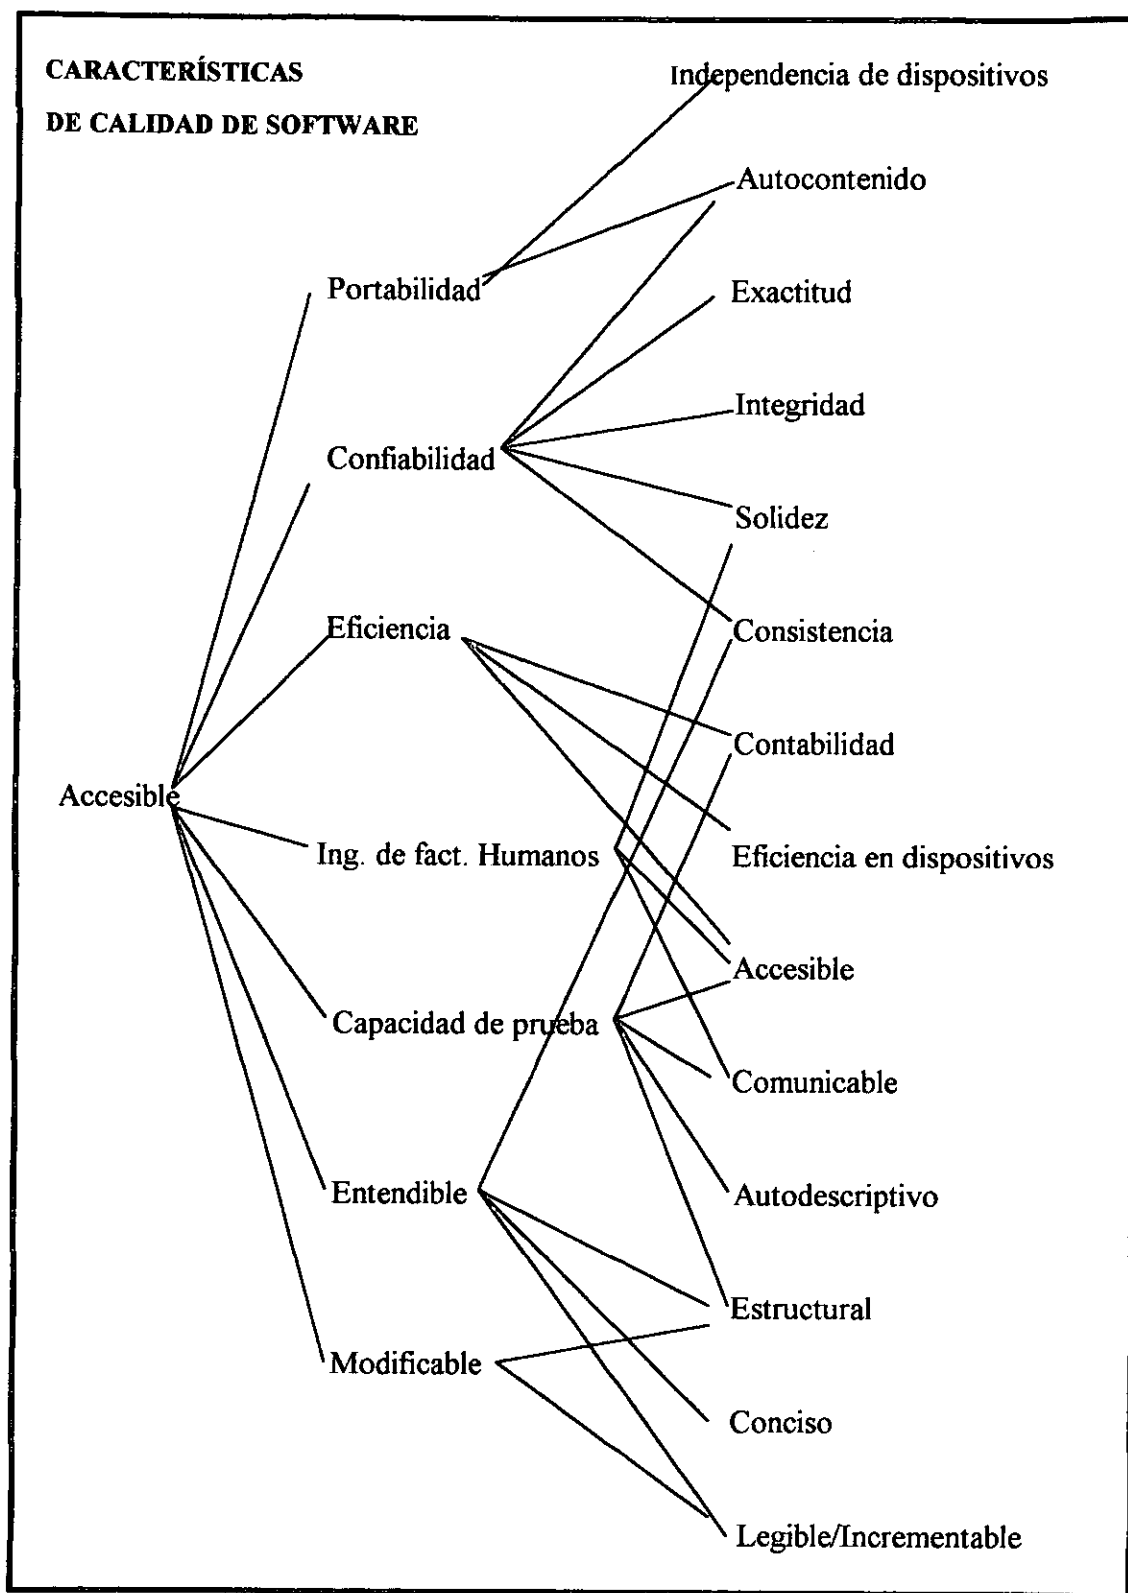 CARACTERÍSTICAS
DE CALIDAD DE SOFTWARE
Independencia de dispositivos
Autocontenido
Portabilidad
Exactitud
Integridad
Confiabilidad
Solidez
Eficiencia
Consistencia
Contabilidad
Accesible
Ing. de fact. Humanos
Eficiencia en dispositivos
Accesible
Capacidad de prueba
Comunicable
Entendible
Autodescriptivo
Estructural
Modificable
Conciso
Legible/Incrementable